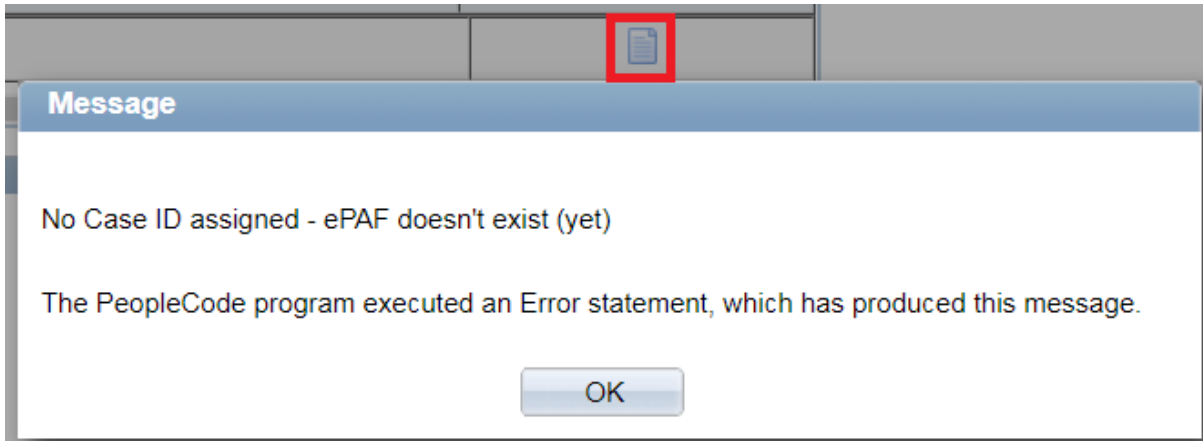 Message
No Case ID assigned - ePAF doesn't exist (yet)
The PeopleCode program executed an Error statement, which has produced this message.
OK